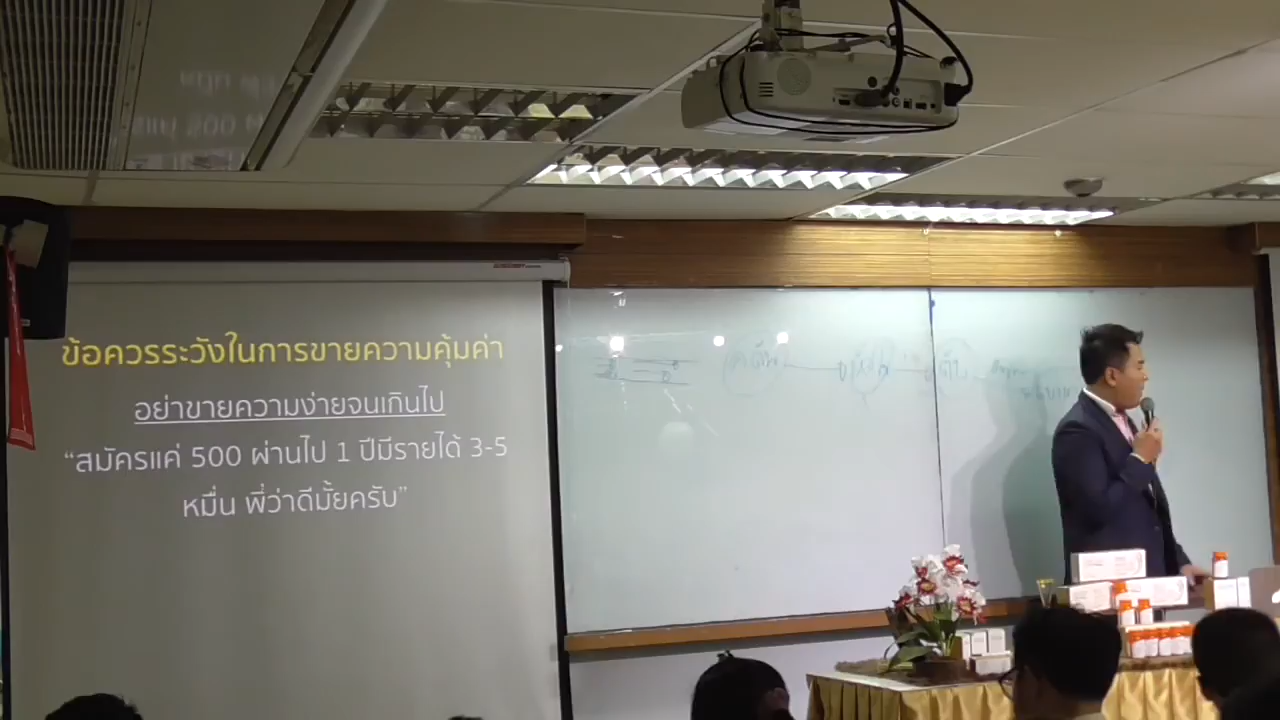 ข้อควรระวังในการขายความคุ้มค่า
อย่าขายความง่ายจนเกินไป
“สมัครแค่ 500 ผ่านไป 1 ปีมีรายได้ 3-5
หมื่น พี่ว่าดีมั้ยครับ”